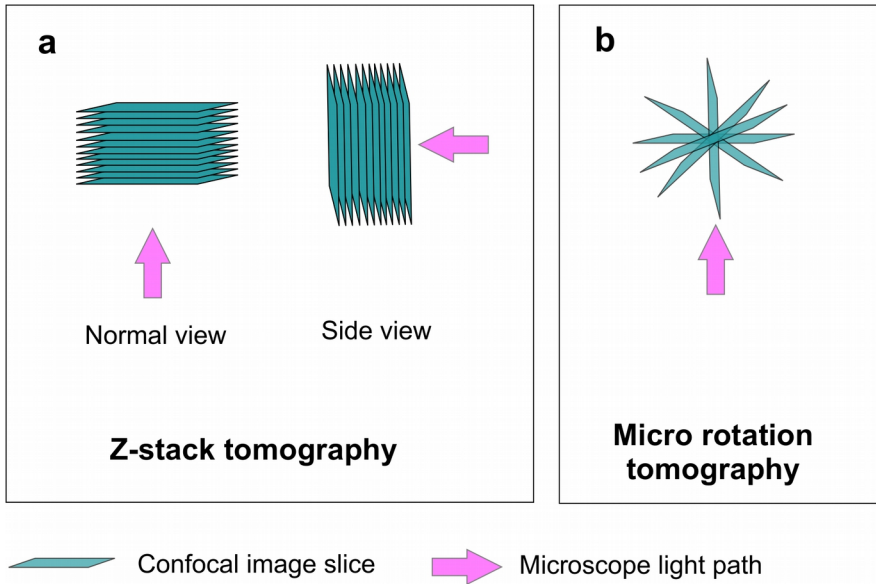 a
b
Normal view
Side view
Z-stack tomography
Micro rotation
tomography
Confocal image slice
Microscope light path